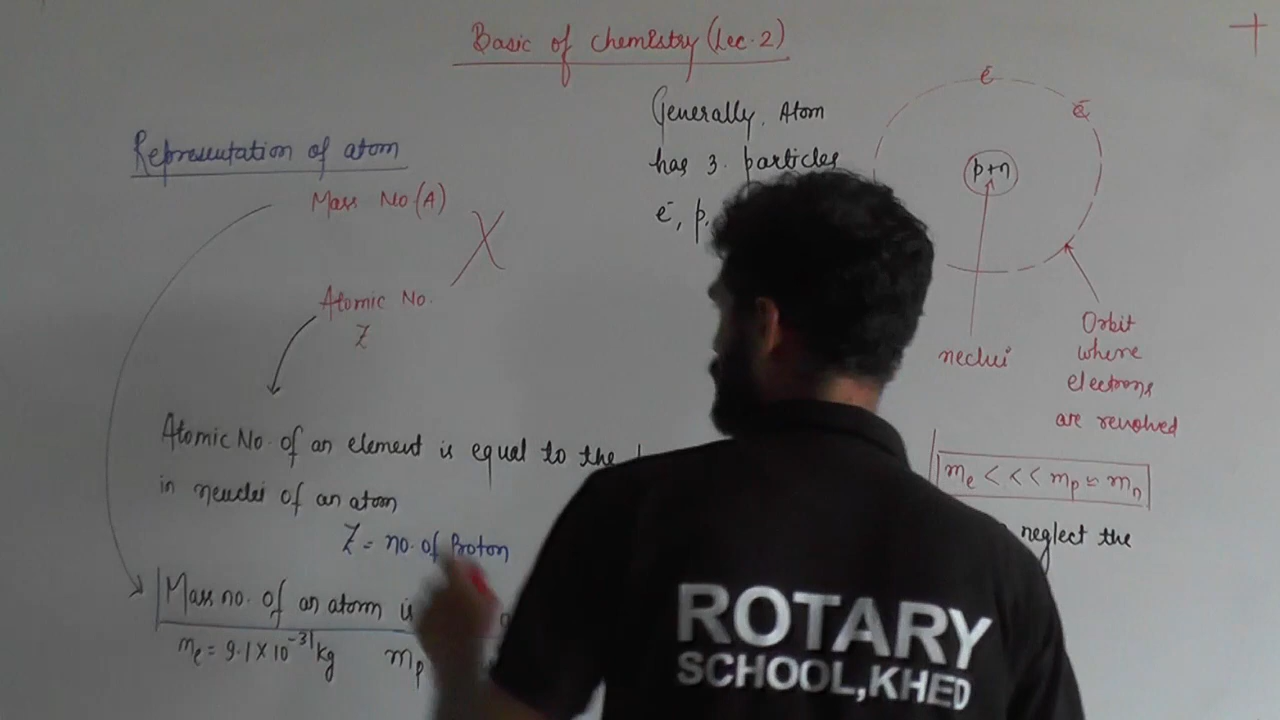 Basic of chemistry (Lec. 2)
Representation of atom
Mass No (A)
X
Atomic No.
Z
Atomic No. of an element is equal to the
in neuclei of an atom
Z = no. of Proton
Mass no. of an atom is
me = 9.1 × 10⁻³¹ kg mp
Generally, Atom
has 3. particles
e⁻, p,
e⁻
e⁻
p+n
neclui
Orbit
where
electrons
are revolved
me < < < mp ≈ mn
neglect the
ROTARY
SCHOOL,KHED